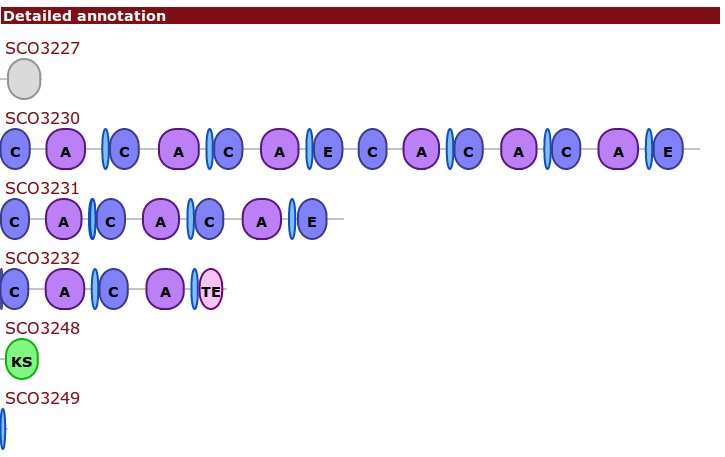 Detailed annotation
SCO3227
SCO3230
C A C A C A E C A C A C A E
SCO3231
C A C A C A E
SCO3232
C A C A TE
SCO3248
KS
SCO3249